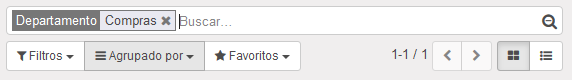 Departamento Compras Buscar...
Filtros Agrupado por Favoritos 1-1 / 1